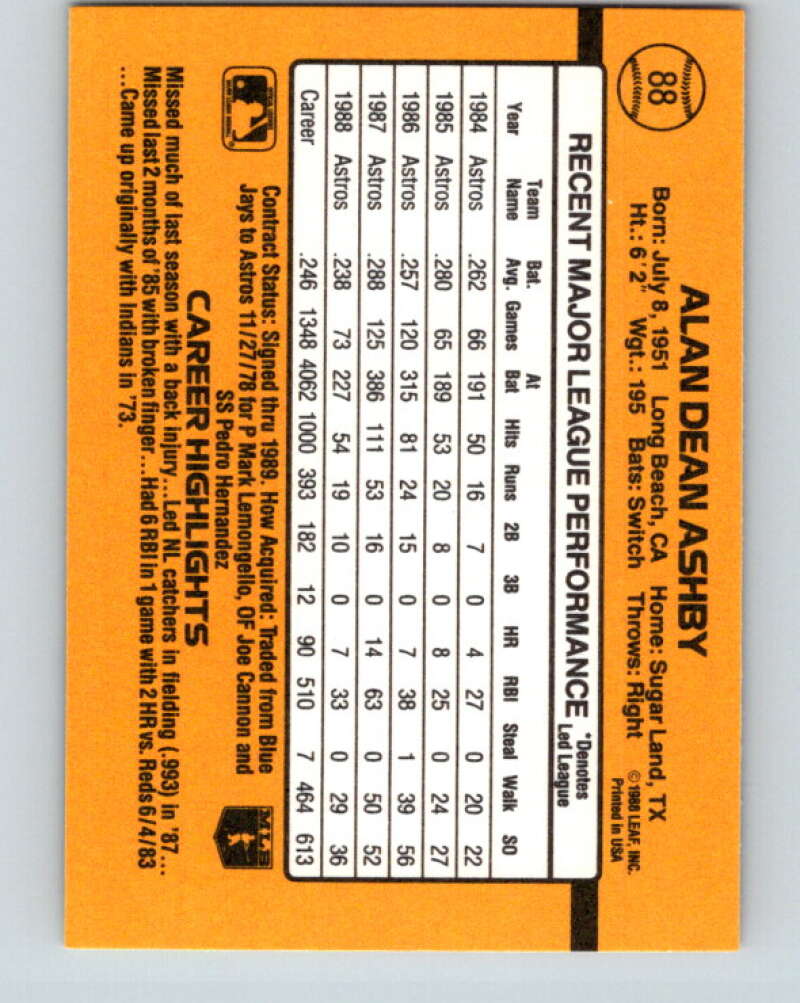 88
ALAN DEAN ASHBY
Born: July 8, 1951 Long Beach, CA Home: Sugar Land, TX
Ht.: 6'2" Wgt.: 195 Bats: Switch Throws: Right
©1988 LEAF, INC.
Printed in USA
RECENT MAJOR LEAGUE PERFORMANCE *Denotes
Led League
Year Team Name Bat. Avg. Games At Bat Hits Runs 2B 3B HR RBI Steal Walk SO
1984 Astros .262 66 191 50 16 7 0 4 27 0 20 22
1985 Astros .280 65 189 53 20 8 0 8 25 0 24 27
1986 Astros .257 120 315 81 24 15 0 7 38 1 39 56
1987 Astros .288 125 386 111 53 16 0 14 63 0 50 52
1988 Astros .238 73 227 54 19 10 0 7 33 0 29 36
Career .246 1348 4062 1000 393 182 12 90 510 7 464 613
Contract Status: Signed thru 1989. How Acquired: Traded from Blue
Jays to Astros 11/27/78 for P Mark Lemongello, OF Joe Cannon and
SS Pedro Hernandez
MLB
CAREER HIGHLIGHTS
Missed much of last season with a back injury...Led NL catchers in fielding (.993) in '87...
Missed last 2 months of '85 with broken finger...Had 6 RBI in 1 game with 2 HR vs. Reds 6/4/83
...Came up originally with Indians in '73.